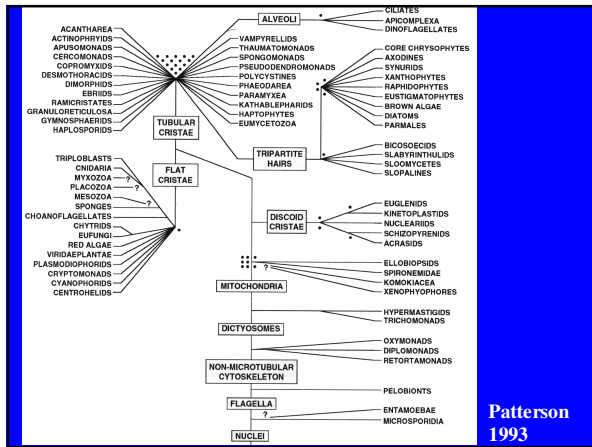 ALVEOLI
CILIATES
APICOMPLEXA
DINOFLAGELLATES
ACANTHAREA
ACTINOPHRYIDS
APUSOMONADS
CERCOMONADS
COPROMYXIDS
DESMOTHORACIDS
DIMORPHIDS
EBRIIDS
RAMICRISTATES
GRANULORETICULOSA
GYMNOSPHAERIDS
HAPLOSPORIDS
VAMPYRELLIDS
THAUMATOMONADS
SPONGOMONADS
PSEUDODENDROMONADS
POLYCYSTINES
PHAEODAREA
PARAMYXEA
KATHABLEPHARIDS
HAPTOPHYTES
EUMYCETOZOA
CORE CHRYSOPHYTES
AXODINES
SYNURIDS
XANTHOPHYTES
RAPHIDOPHYTES
EUSTIGMATOPHYTES
BROWN ALGAE
DIATOMS
PARMALES
TUBULAR
CRISTAE
TRIPARTITE
HAIRS
BICOSOECIDS
SLABYRINTHULIDS
SLOOMYCETES
SLOPALINES
FLAT
CRISTAE
TRIPLOBLASTS
CNIDARIA
MYXOZOA
?
PLACOZOA
MESOZOA
?
SPONGES
CHOANOFLAGELLATES
CHYTRIDS
EUFUNGI
RED ALGAE
VIRIDAEPLANTAE
PLASMODIOPHORIDS
CRYPTOMONADS
CYANOPHORIDS
CENTROHELIDS
DISCOID
CRISTAE
EUGLENIDS
KINETOPLASTIDS
NUCLEARIIDS
SCHIZOPYRENIDS
ACRASIDS
?
ELLOBIOPSIDS
SPIRONEMIDAE
KOMOKIACEA
XENOPHYOPHORES
MITOCHONDRIA
HYPERMASTIGIDS
TRICHOMONADS
DICTYOSOMES
OXYMONADS
DIPLOMONADS
RETORTAMONADS
NON-MICROTUBULAR
CYTOSKELETON
PELOBIONTS
FLAGELLA
?
ENTAMOEBAE
MICROSPORIDIA
NUCLEI
Patterson
1993